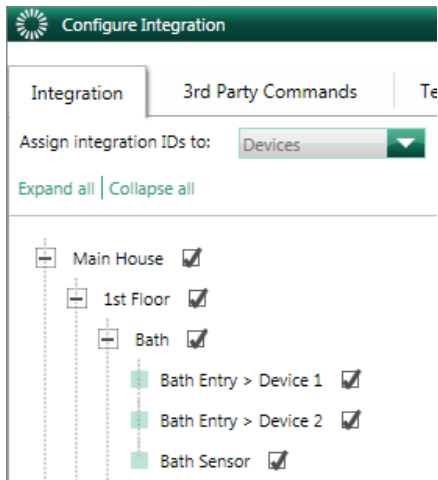 Configure Integration
Integration 3rd Party Commands
Assign integration IDs to: Devices
Expand all | Collapse all
Main House
1st Floor
Bath
Bath Entry > Device 1
Bath Entry > Device 2
Bath Sensor